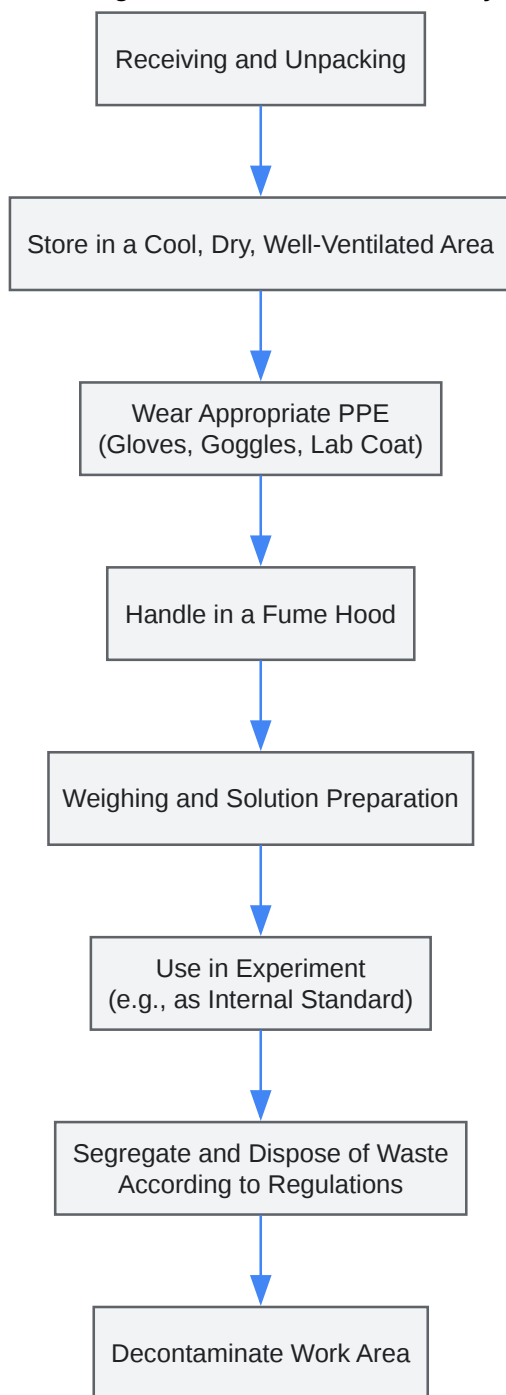 Receiving and Unpacking
Store in a Cool, Dry, Well-Ventilated Area
Wear Appropriate PPE
(Gloves, Goggles, Lab Coat)
Handle in a Fume Hood
Weighing and Solution Preparation
Use in Experiment
(e.g., as Internal Standard)
Segregate and Dispose of Waste
According to Regulations
Decontaminate Work Area